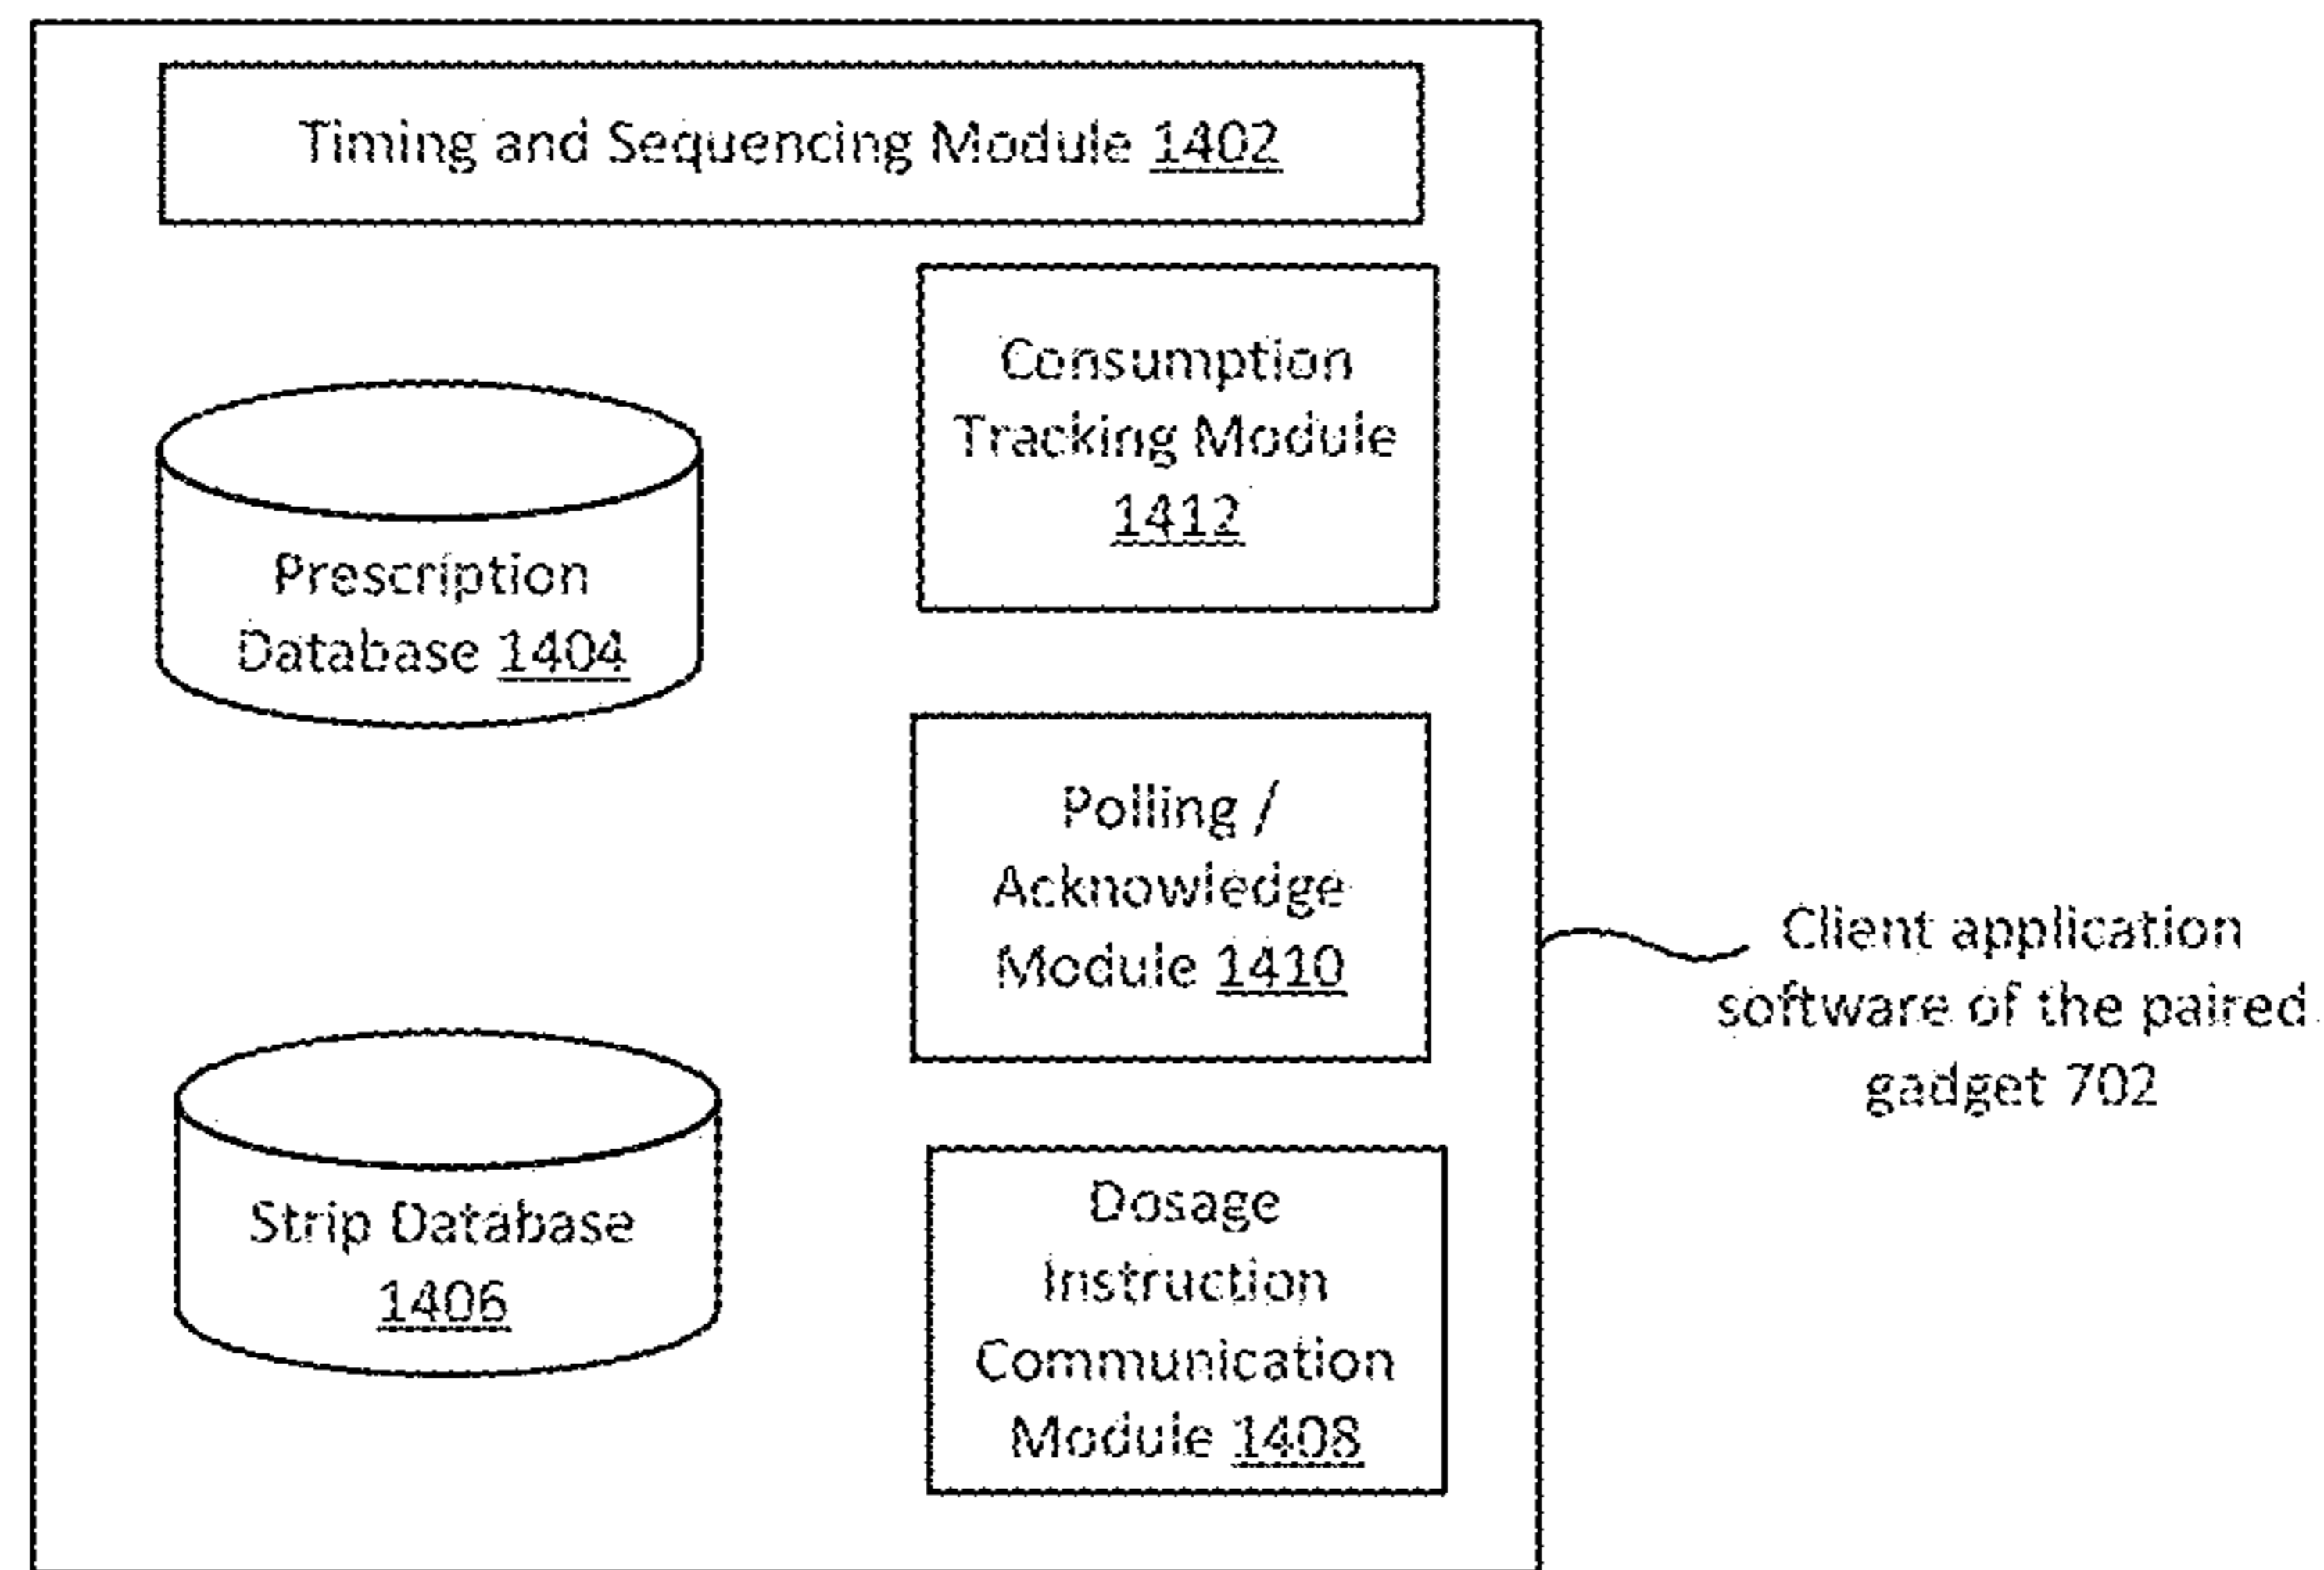 Timing and Sequencing Module 1402
Consumption
Tracking Module
1412
Prescription
Database 1404
Polling /
Acknowledge
Module 1410
Client application
software of the paired
gadget 702
Strip Database
1406
Dosage
Instruction
Communication
Module 1408